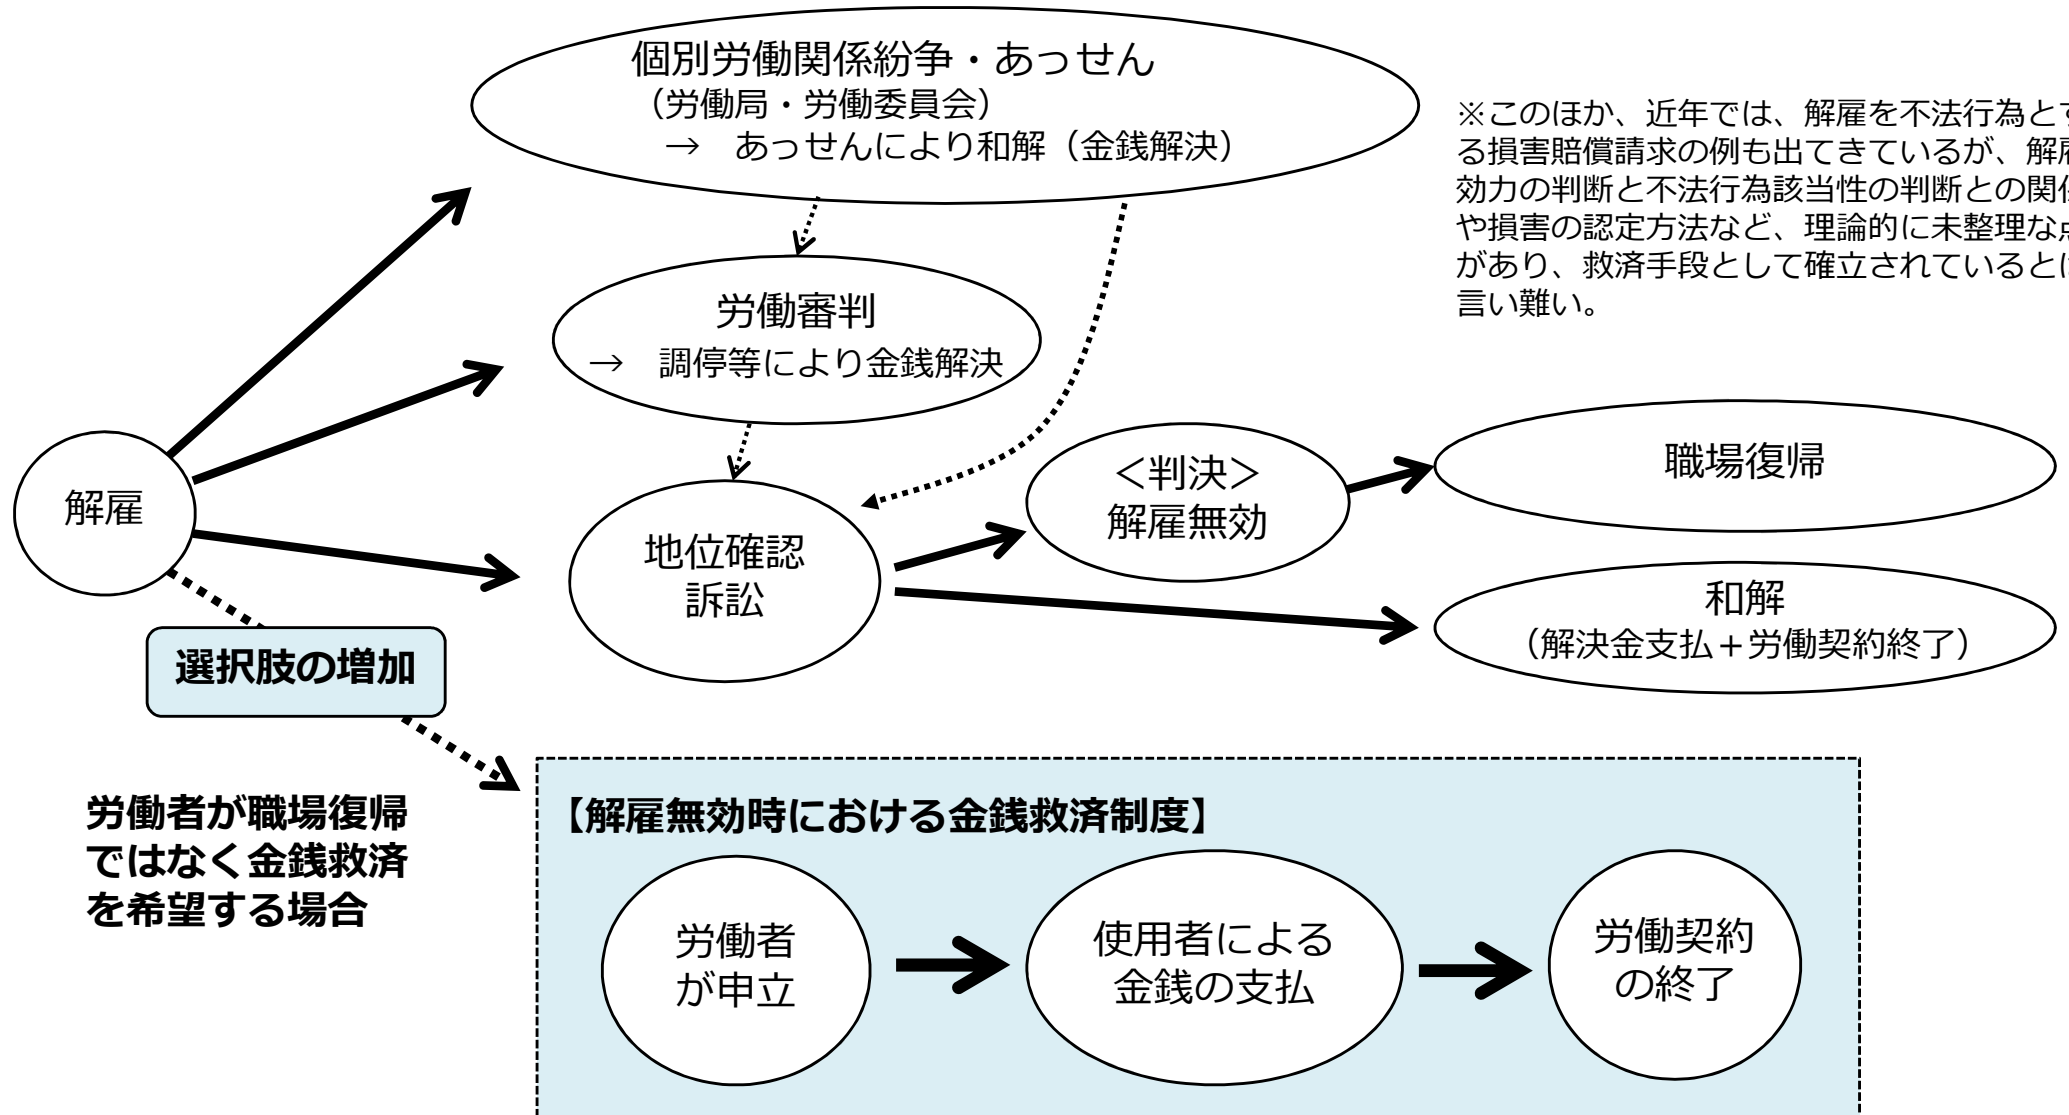 個別労働関係紛争・あっせん
（労働局・労働委員会）
→　あっせんにより和解（金銭解決）
※このほか、近年では、解雇を不法行為とす
る損害賠償請求の例も出てきているが、解雇
効力の判断と不法行為該当性の判断との関係
や損害の認定方法など、理論的に未整理な点
があり、救済手段として確立されているとは
言い難い。
労働審判
→　調停等により金銭解決
解雇
地位確認
訴訟
＜判決＞
解雇無効
職場復帰
和解
（解決金支払＋労働契約終了）
選択肢の増加
労働者が職場復帰
ではなく金銭救済
を希望する場合
【解雇無効時における金銭救済制度】
労働者
が申立
使用者による
金銭の支払
労働契約
の終了